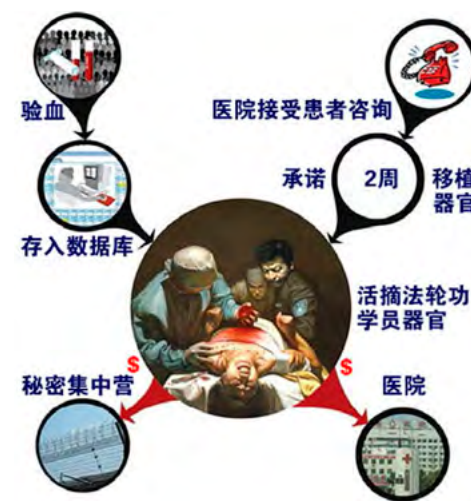 验血
医院接受患者咨询
承诺
2周
移植
器官
存入数据库
活摘法轮功
学员器官
$
$
秘密集中营
医院